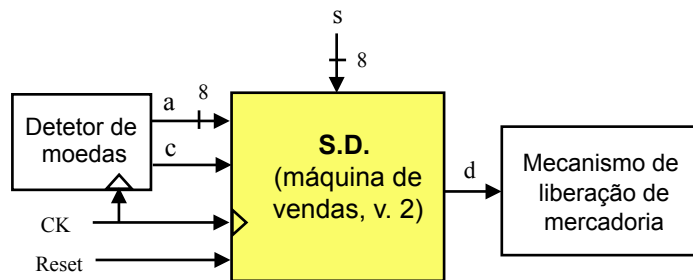 s
8
Detetor de
moedas
a
8
c
S.D.
(máquina de
vendas, v. 2)
d
Mecanismo de
liberação de
mercadoria
CK
Reset